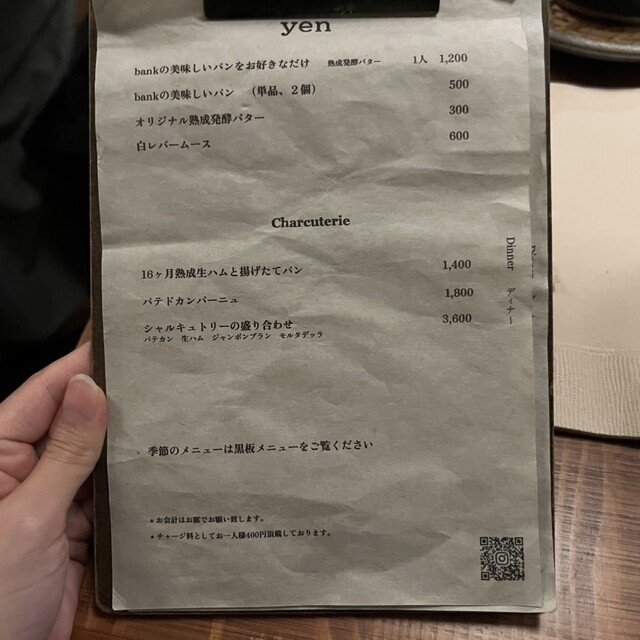 yen
bankの美味しいパンをお好きなだけ 熟成発酵バター 1人 1,200
bankの美味しいパン （単品、２個） 500
オリジナル熟成発酵バター 300
白レバームース 600
Charcuterie
16ヶ月熟成生ハムと揚げたてパン 1,400
パテドカンパーニュ 1,800
シャルキュトリーの盛り合わせ 3,600
パテカン 生ハム ジャンボンブラン モルタデッラ
季節のメニューは黒板メニューをご覧ください
＊お会計はお席でお願い致します。
＊チャージ料としてお一人様400円頂戴しております。
Dinner ディナー